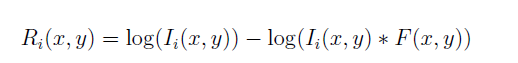 R_i(x, y) = log(I_i(x, y)) − log(I_i(x, y) ∗ F(x, y))